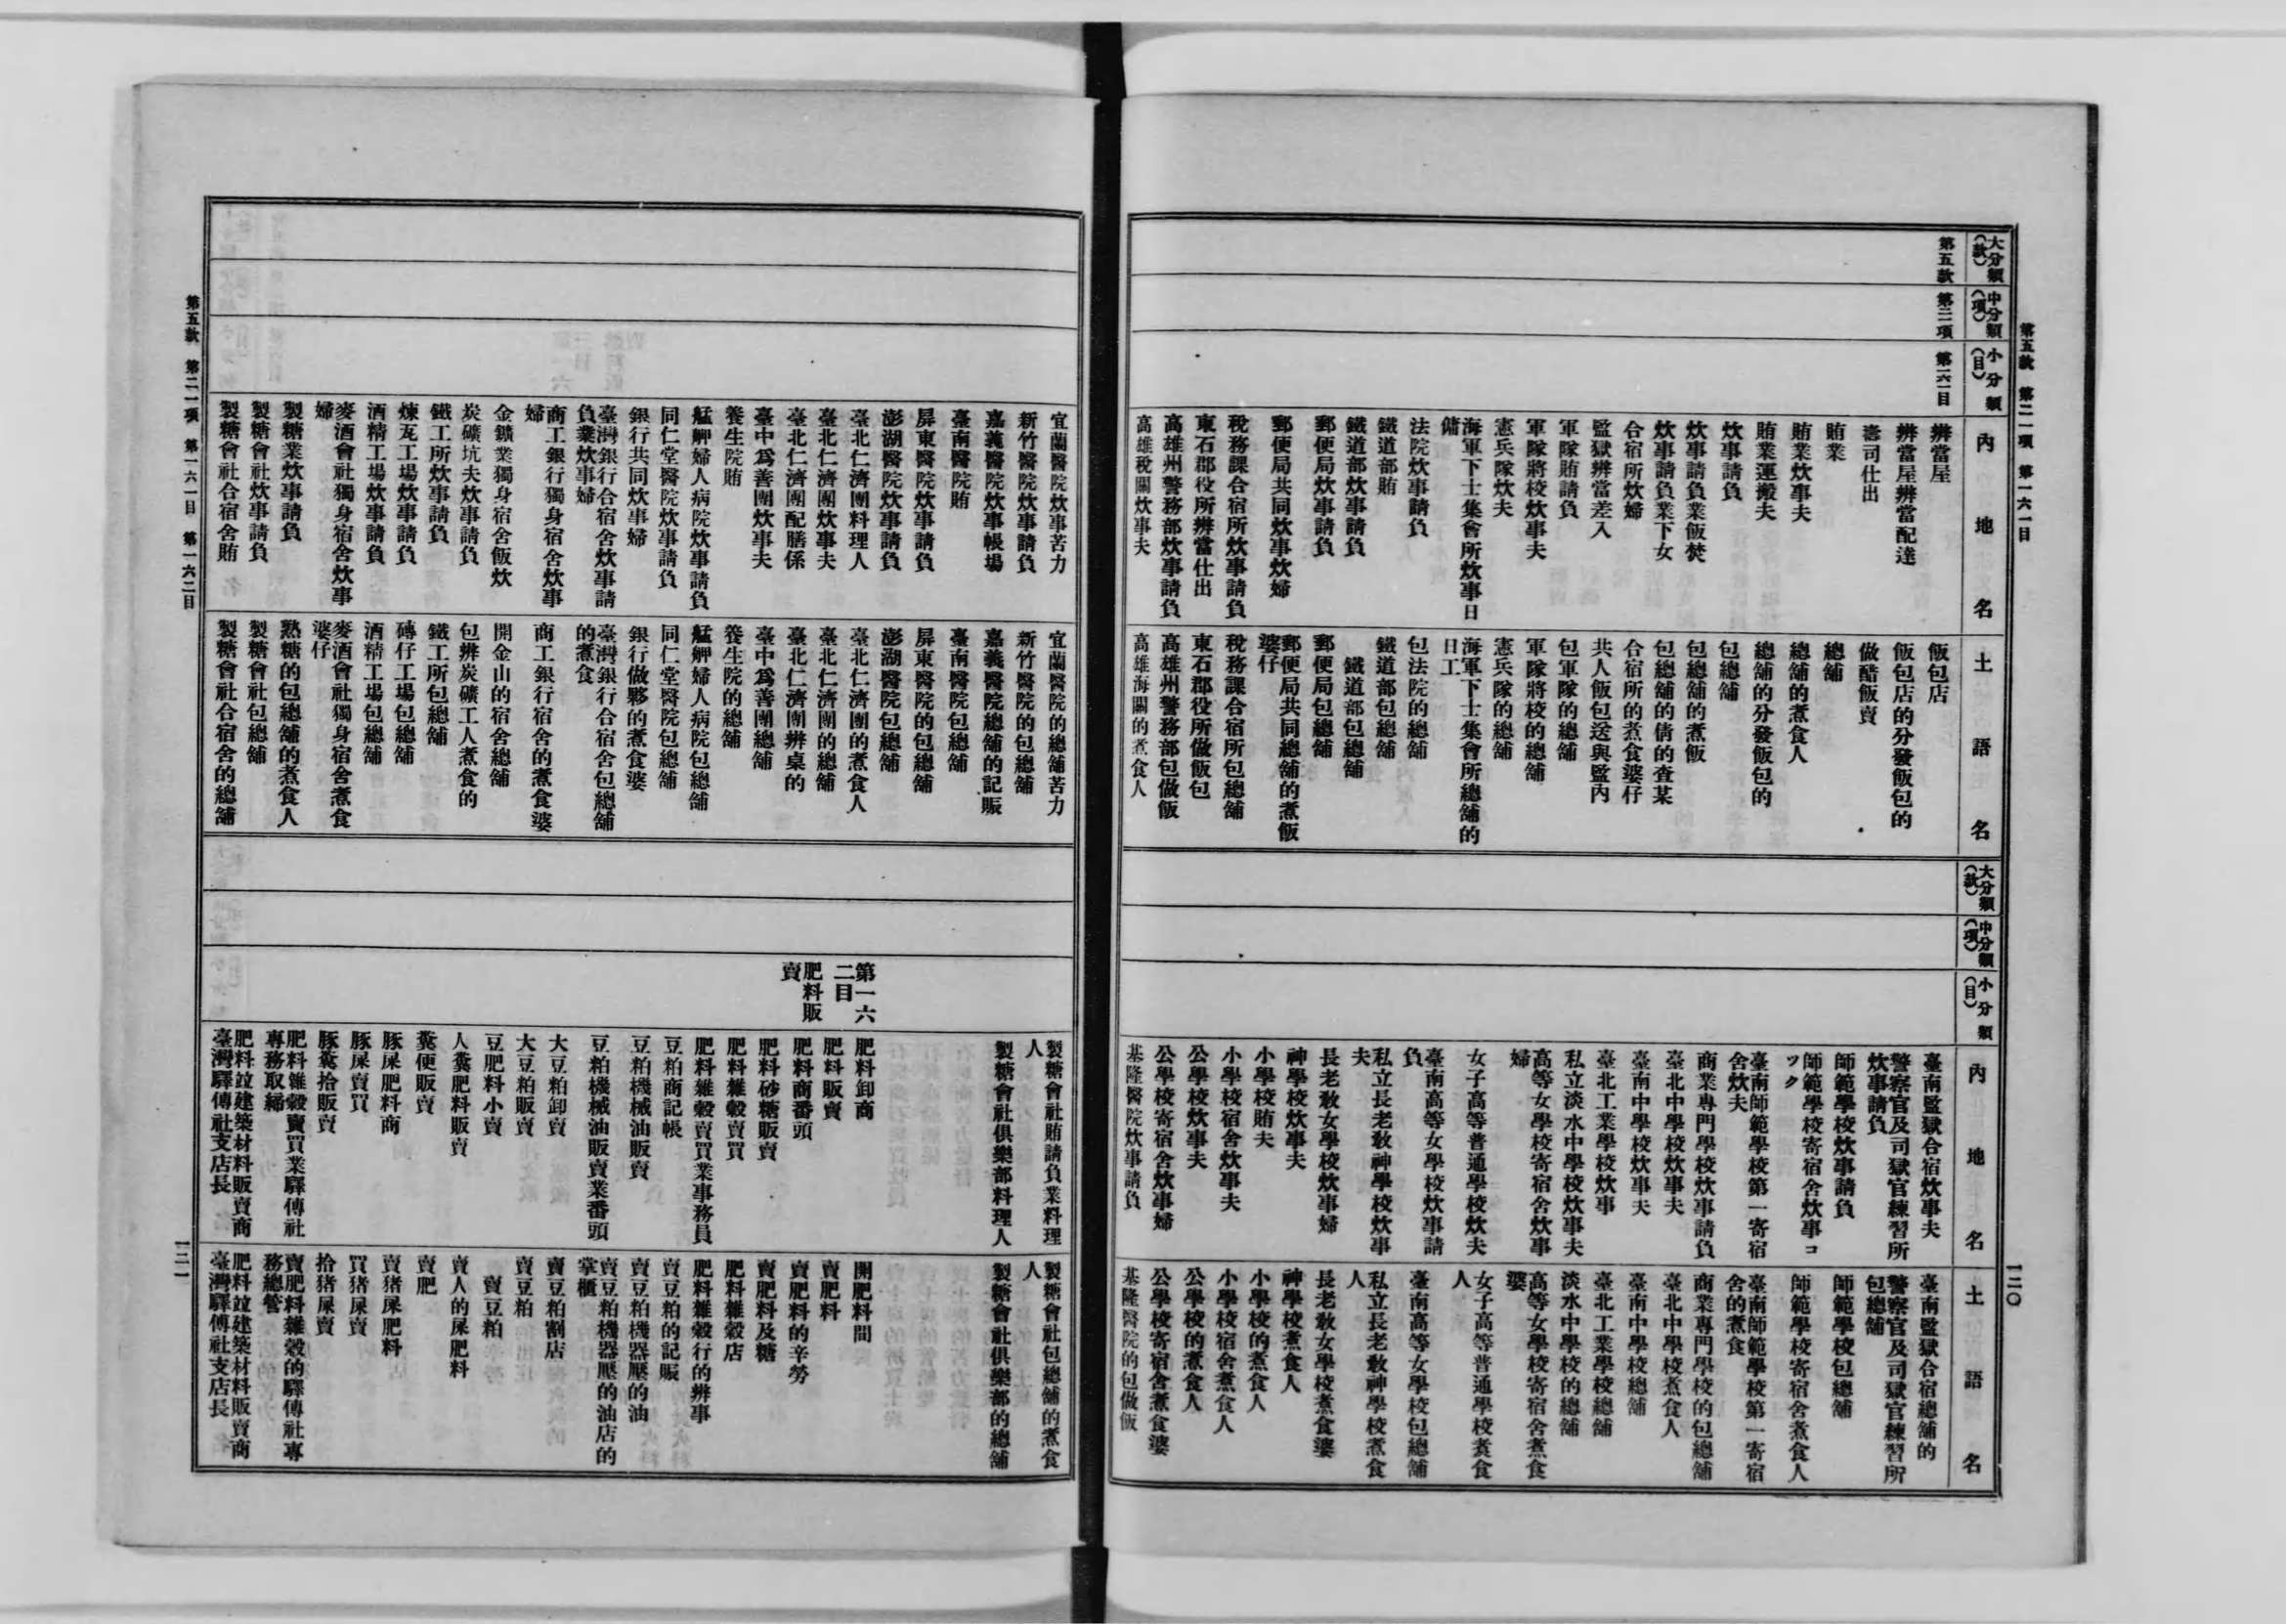 第五款　第二一項　第一六一目
一二〇
大分類（款）
中分類（項）
小分類（目）
內地名
土語名
第五款
第二一項
第一六一目
辨當屋
辨當屋辨當配達
壽司仕出
賄業
賄業炊事夫
賄業運搬夫
炊事請負
炊事請負業飯焚
炊事請負業下女
合宿所炊婦
監獄辨當差入
軍隊賄請負
軍隊將校炊事夫
憲兵隊炊事夫
海軍下士集會所炊事日
傭
法院炊事請負
鐵道部賄
鐵道部炊事請負
郵便局炊事請負
郵便局共同炊事炊婦
稅務課合宿所炊事請負
東石郡役所辨當仕出
高雄州警務部炊事請負
高雄稅關炊事夫
飯包店
飯包店的分發飯包的
做醋飯賣
總舖
總舖的煮食人
總舖的分發飯包的
包總舖
包總舖的煮飯
包總舖的倩的查某
合宿所的煮食婆仔
共人飯包送與監內
包軍隊的總舖
軍隊將校的總舖
憲兵隊的總舖
海軍下士集會所總舖的
日工
包法院的總舖
鐵道部包總舖
鐵道部包總舖
郵便局包總舖
郵便局共同總舖的煮飯
婆仔
稅務課合宿所包總舖
東石郡役所做飯包
高雄州警務部包做飯
高雄海關的煮食人
大分類（款）
中分類（項）
小分類（目）
內地名
土語名
臺南監獄合宿炊事夫
警察官及司獄官練習所
炊事請負
師範學校炊事請負
師範學校寄宿舍炊事コ
ック
臺南師範學校第一寄宿
舍炊夫
商業專門學校炊事請負
臺北中學校炊事夫
臺南中學校炊事夫
臺北工業學校炊事
私立淡水中學校炊事夫
高等女學校寄宿舍炊事
婦
女子高等普通學校炊夫
臺南高等女學校炊事請
負
私立長老教神學校炊事
夫
長老教女學校炊事婦
神學校炊事夫
小學校賄夫
小學校宿舍炊事夫
公學校炊事夫
公學校寄宿舍炊事婦
基隆醫院炊事請負
臺南監獄合宿總舖的
警察官及司獄官練習所
包總舖
師範學校包總舖
師範學校寄宿舍煮食人
臺南師範學校第一寄宿
舍的煮食
商業專門學校的包總舖
臺北中學校煮食人
臺南中學校總舖
臺北工業學校總舖
淡水中學校的總舖
高等女學校寄宿舍煮食
婆
女子高等普通學校煮食
人
臺南高等女學校包總舖
私立長老教神學校煮食
人
長老教女學校煮食婆
神學校煮食人
小學校的煮食人
小學校宿舍煮食人
公學校的煮食人
公學校寄宿舍煮食婆
基隆醫院的包做飯
宜蘭醫院炊事苦力
新竹醫院炊事請負
嘉義醫院炊事帳場
臺南醫院賄
屏東醫院炊事請負
澎湖醫院炊事請負
臺北仁濟團料理人
臺北仁濟團炊事夫
臺北仁濟團配膳係
臺中爲善團炊事夫
養生院賄
艋舺婦人病院炊事請負
同仁堂醫院炊事請負
銀行共同炊事婦
臺灣銀行合宿舍炊事請
負業炊事婦
商工銀行獨身宿舍炊事
婦
金鑛業獨身宿舍飯炊
炭礦坑夫炊事請負
鐵工所炊事請負
煉瓦工場炊事請負
酒精工場炊事請負
麥酒會社獨身宿舍炊事
婦
製糖業炊事請負
製糖會社炊事請負
製糖會社合宿舍賄
宜蘭醫院的總舖苦力
新竹醫院的包總舖
嘉義醫院總舖的記賬
臺南醫院包總舖
屏東醫院的包總舖
澎湖醫院包總舖
臺北仁濟團的煮食人
臺北仁濟團的總舖
臺北仁濟團辨桌的
臺中爲善團總舖
養生院的總舖
艋舺婦人病院包總舖
同仁堂醫院包總舖
銀行做夥的煮食婆
臺灣銀行合宿舍包總舖
的煮食
商工銀行宿舍的煮食婆
開金山的宿舍總舖
包辨炭礦工人煮食的
鐵工所包總舖
磚仔工場包總舖
酒精工場包總舖
麥酒會社獨身宿舍煮食
婆仔
熟糖的包總舖的煮食人
製糖會社包總舖
製糖會社合宿舍的總舖
第一六
二目
肥料販
賣
製糖會社賄請負業料理
人
製糖會社俱樂部料理人
肥料卸商
肥料販賣
肥料商番頭
肥料砂糖販賣
肥料雜穀賣買
肥料雜穀賣買業事務員
豆粕商記帳
豆粕機械油販賣
豆粕機械油販賣業番頭
大豆粕卸賣
大豆粕販賣
豆肥料小賣
人糞肥料販賣
糞便販賣
豚屎肥料商
豚屎賣買
豚糞拾販賣
肥料雜穀賣買業驛傳社
專務取締
肥料竝建築材料販賣商
臺灣驛傳社支店長
製糖會社包總舖的煮食
人
製糖會社俱樂部的總舖
開肥料間
賣肥料
賣肥料的辛勞
賣肥料及糖
肥料雜穀店
肥料雜穀行的辨事
賣豆粕的記賬
賣豆粕機器壓的油
賣豆粕機器壓的油店的
掌櫃
賣豆粕割店
賣豆粕
賣豆粕
賣人的屎肥料
賣肥
賣猪屎肥料
買猪屎賣
拾猪屎賣
賣肥料雜穀的驛傳社專
務總管
肥料竝建築材料販賣商
臺灣驛傳社支店長
第五款　第二一項　第一六一目　第一六二目
一二一